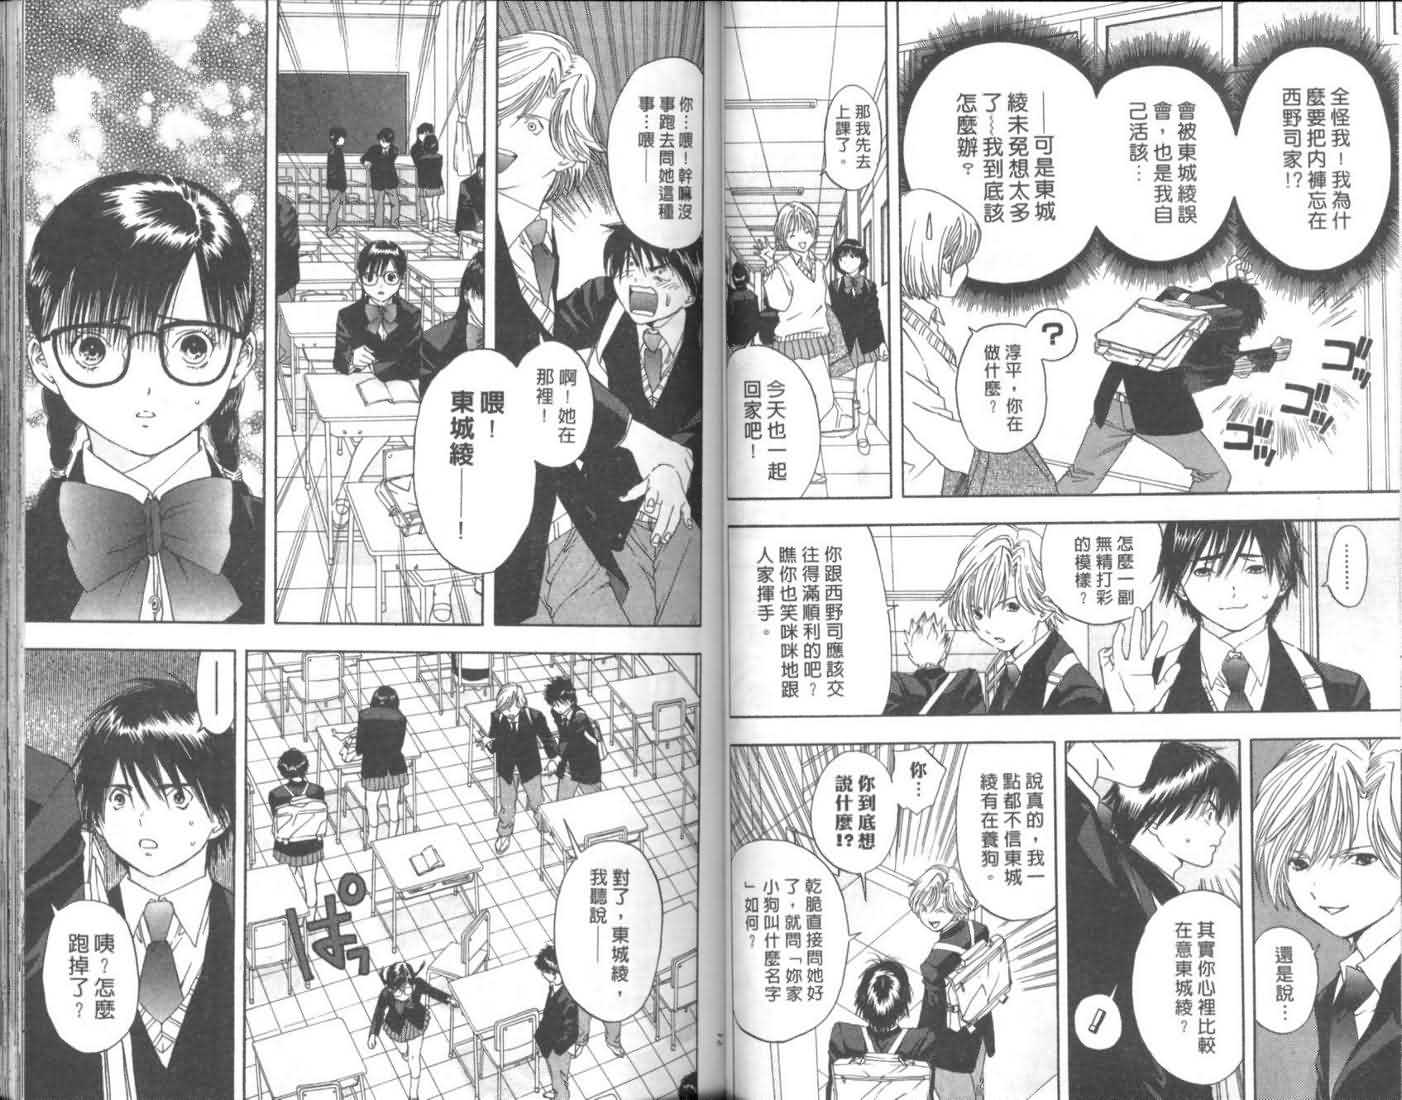 全怪我！我為什
麼要把內褲忘在
西野司家!?
會被東城綾誤
會，也是我自
己活該…
——可是東城
綾未免想太多
了~我到底該
怎麼辦？
?
淳平，你在
做什麼？
ゴッ
ゴッ
ゴッ
那我先去
上課了。
今天也一起
回家吧！
………
怎麼一副
無精打彩
的模樣？
你跟西野司應該交
往得滿順利的吧？
瞧你也笑咪咪地跟
人家揮手。
還是說…
其實你心裡比較
在意東城綾？
!
說真的，我一
點都不信東城
綾有在養狗。
你…
你到底想
說什麼!?
乾脆直接問她好
了，就問「妳家
小狗叫什麼名字
」如何？
你…喂！幹嘛沒
事跑去問她這種
事…喂——
啊！她在
那裡！
喂！
東城綾——！
對了，東城綾，
我聽說——
ぱっ
——
咦？怎麼
跑掉了？